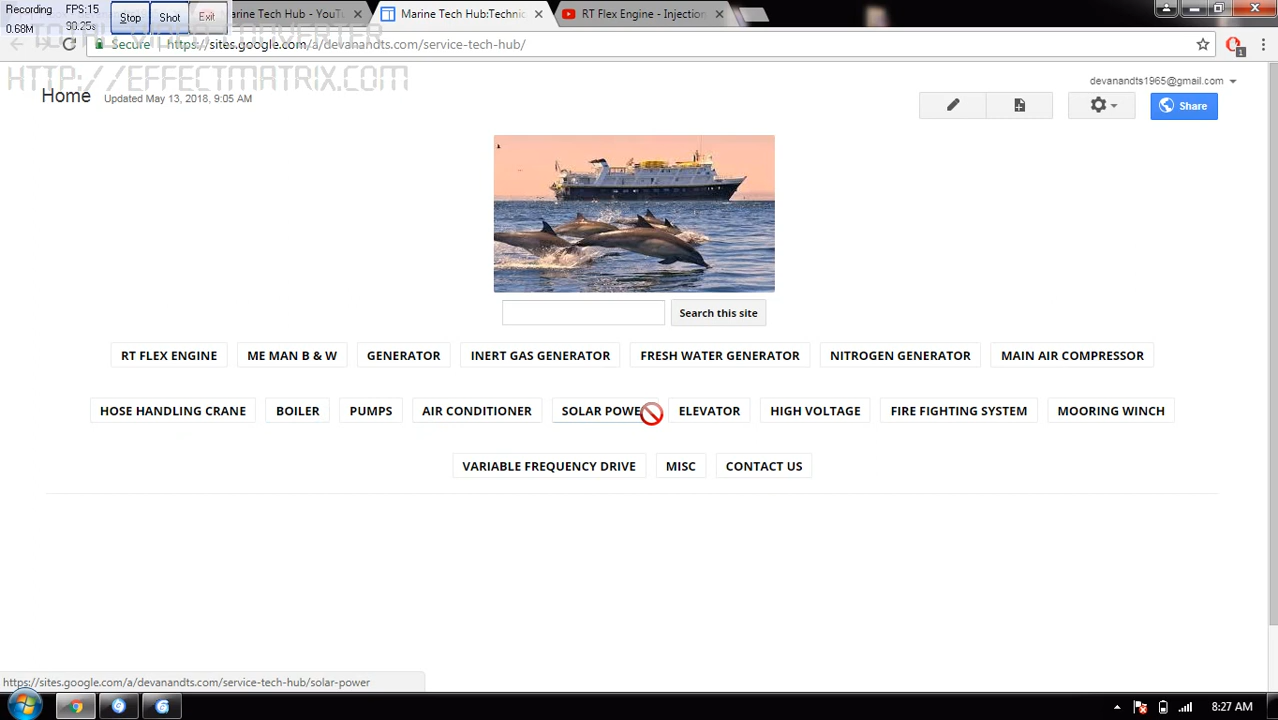 Recording FPS:15
0.68M 30.25s
Stop Shot Exit
arine Tech Hub - YouT
Marine Tech Hub:Technic
RT Flex Engine - Injection
Secure https://sites.google.com/a/devanandts.com/service-tech-hub/
1
HTTP://EFFECTMATRIX.COM
devanandts1965@gmail.com
Home Updated May 13, 2018, 9:05 AM
Share
Search this site
RT FLEX ENGINE ME MAN B & W GENERATOR INERT GAS GENERATOR FRESH WATER GENERATOR NITROGEN GENERATOR MAIN AIR COMPRESSOR
HOSE HANDLING CRANE BOILER PUMPS AIR CONDITIONER SOLAR POWE ELEVATOR HIGH VOLTAGE FIRE FIGHTING SYSTEM MOORING WINCH
VARIABLE FREQUENCY DRIVE MISC CONTACT US
https://sites.google.com/a/devanandts.com/service-tech-hub/solar-power
8:27 AM